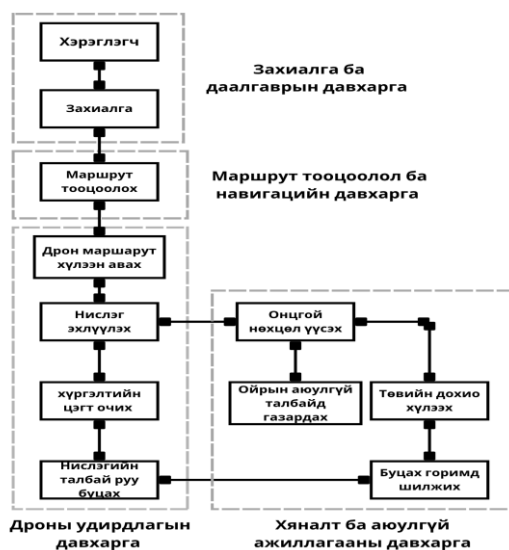 Хэрэглэгч
Захиалга
Захиалга ба
даалгаврын давхарга
Маршрут
тооцоолох
Маршрут тооцоолол ба
навигацийн давхарга
Дрон маршарут
хүлээн авах
Нислэг
эхлүүлэх
Онцгой
нөхцөл үүсэх
хүргэлтийн
цэгт очих
Ойрын аюулгүй
талбайд
газардах
Төвийн дохио
хүлээх
Нислэгийн
талбай руу
буцах
Буцах горимд
шилжих
Дроны удирдлагын
давхарга
Хяналт ба аюулгүй
ажиллагааны давхарга